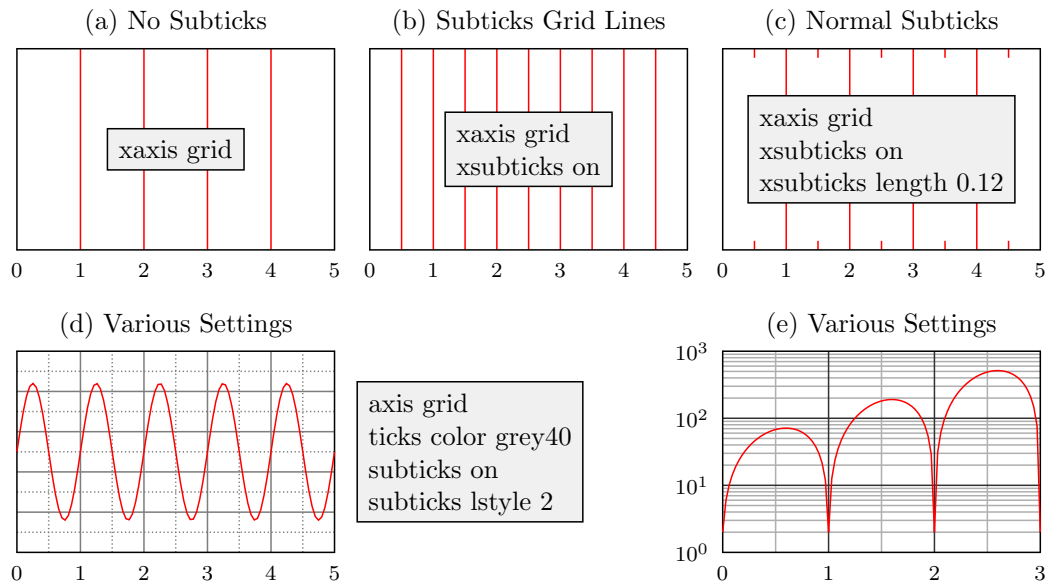 (a) No Subticks
(b) Subticks Grid Lines
(c) Normal Subticks
xaxis grid
xaxis grid
xsubticks on
xaxis grid
xsubticks on
xsubticks length 0.12
0 1 2 3 4 5
0 1 2 3 4 5
0 1 2 3 4 5
(d) Various Settings
(e) Various Settings
axis grid
ticks color grey40
subticks on
subticks lstyle 2
10³
10²
10¹
10⁰
0 1 2 3 4 5
0 1 2 3